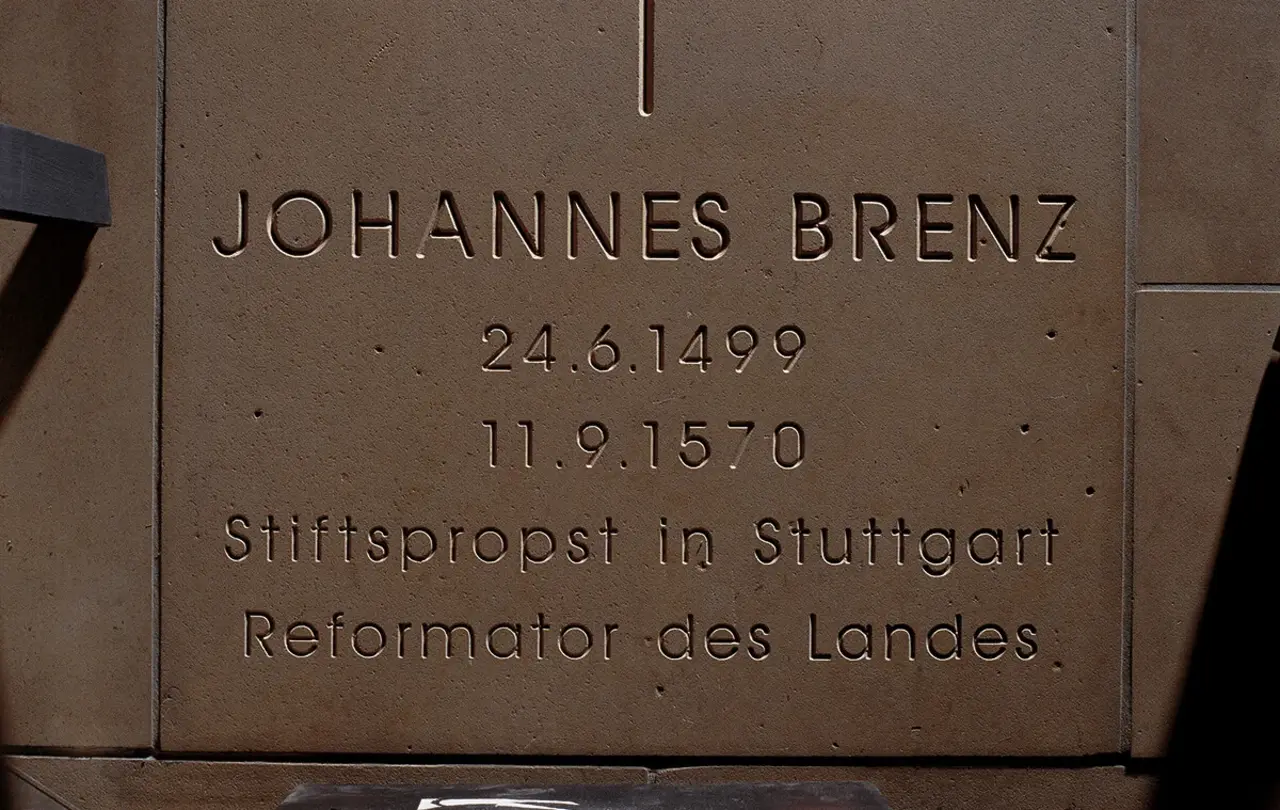 JOHANNES BRENZ
24.6.1499
11.9.1570
Stiftspropst in Stuttgart
Reformator des Landes